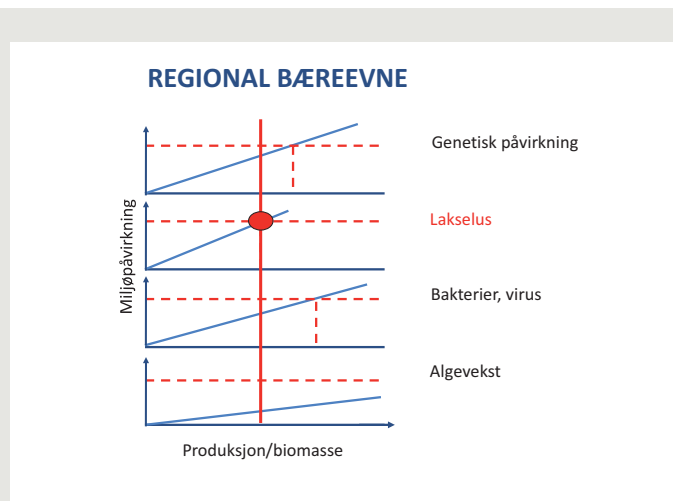 REGIONAL BÆREEVNE
Genetisk påvirkning
Lakselus
Bakterier, virus
Algevekst
Miljøpåvirkning
Produksjon/biomasse